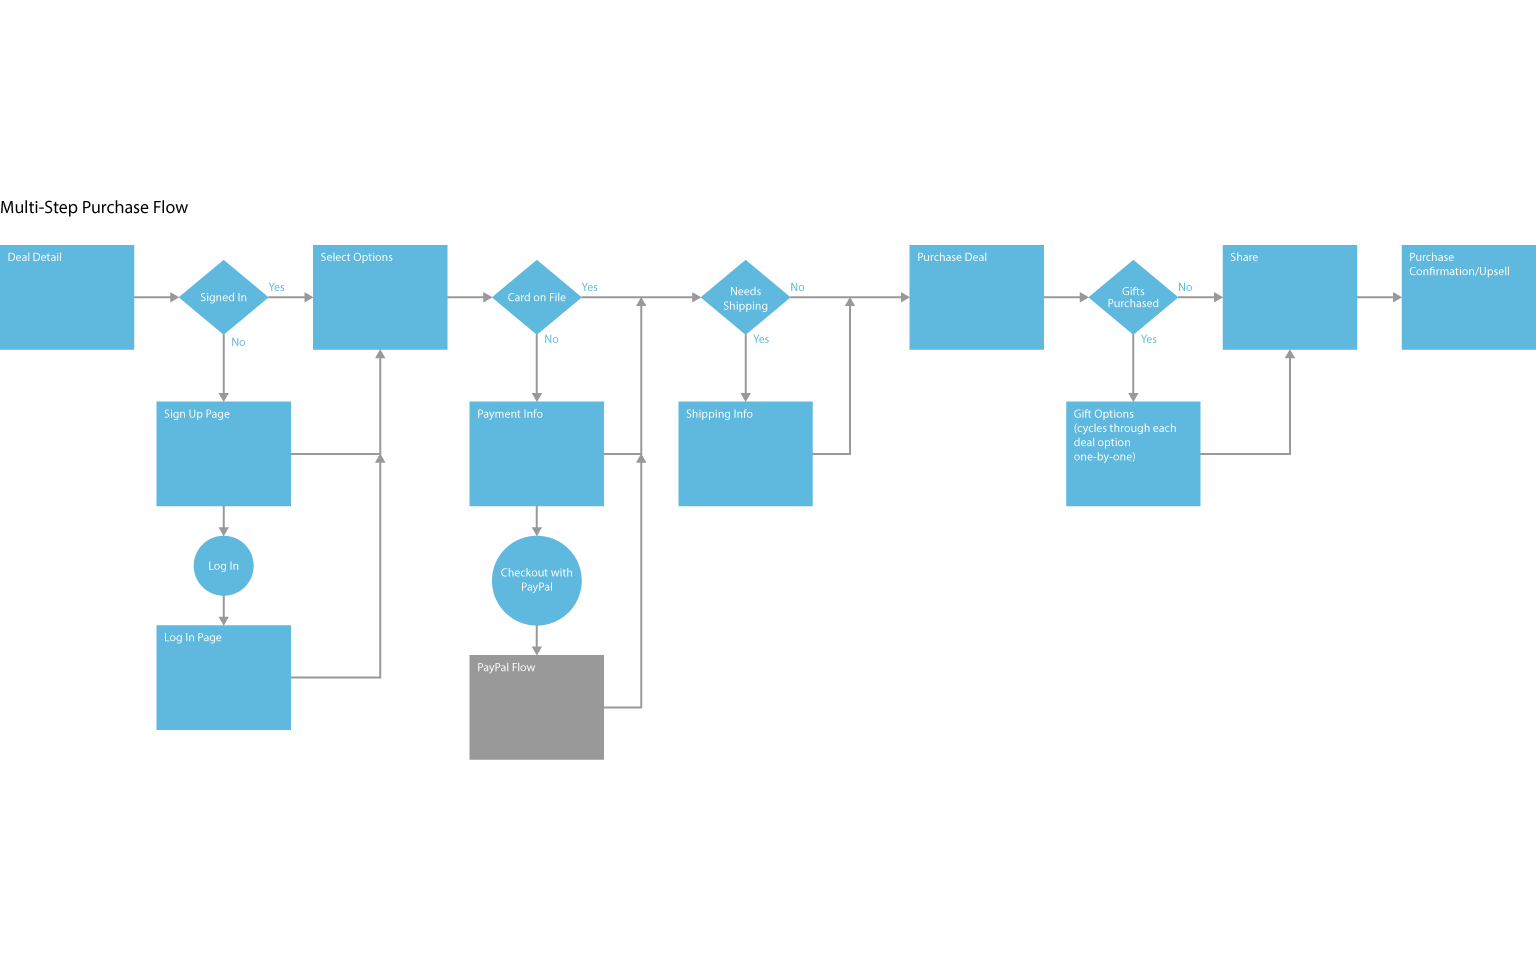 Multi-Step Purchase Flow
Deal Detail
Signed In
Yes
No
Select Options
Card on File
Yes
No
Needs
Shipping
No
Yes
Purchase Deal
Gifts
Purchased
No
Yes
Share
Purchase
Confirmation/Upsell
Sign Up Page
Payment Info
Shipping Info
Gift Options
(cycles through each
deal option
one-by-one)
Log In
Checkout with
PayPal
Log In Page
PayPal Flow